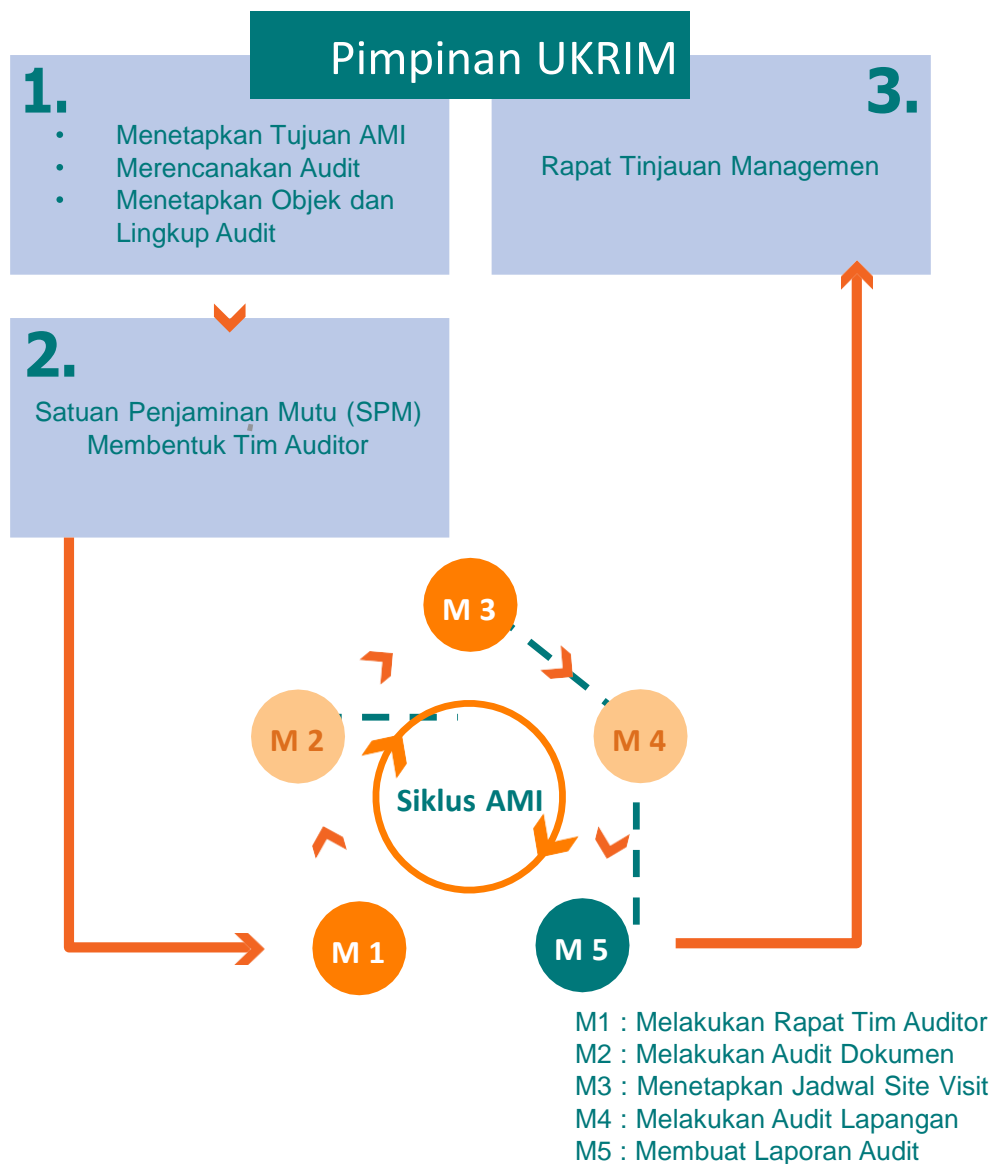 Pimpinan UKRIM
1.
• Menetapkan Tujuan AMI
• Merencanakan Audit
• Menetapkan Objek dan
Lingkup Audit
3.
Rapat Tinjauan Managemen
2.
Satuan Penjaminan Mutu (SPM)
Membentuk Tim Auditor
M 3
M 2
M 4
Siklus AMI
M 1
M 5
M1 : Melakukan Rapat Tim Auditor
M2 : Melakukan Audit Dokumen
M3 : Menetapkan Jadwal Site Visit
M4 : Melakukan Audit Lapangan
M5 : Membuat Laporan Audit